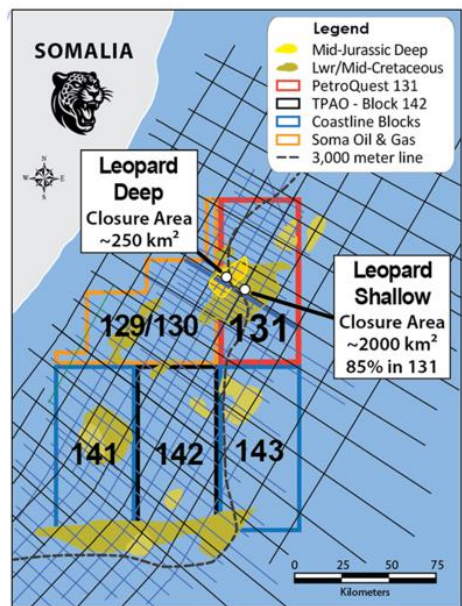 SOMALIA
Legend
Mid-Jurassic Deep
Lwr/Mid-Cretaceous
PetroQuest 131
TPAO - Block 142
Coastline Blocks
Soma Oil & Gas
3,000 meter line
N
W E
S
Leopard
Deep
Closure Area
~250 km²
Leopard
Shallow
Closure Area
~2000 km²
85% in 131
129/130
131
141
142
143
0 25 50 75
Kilometers